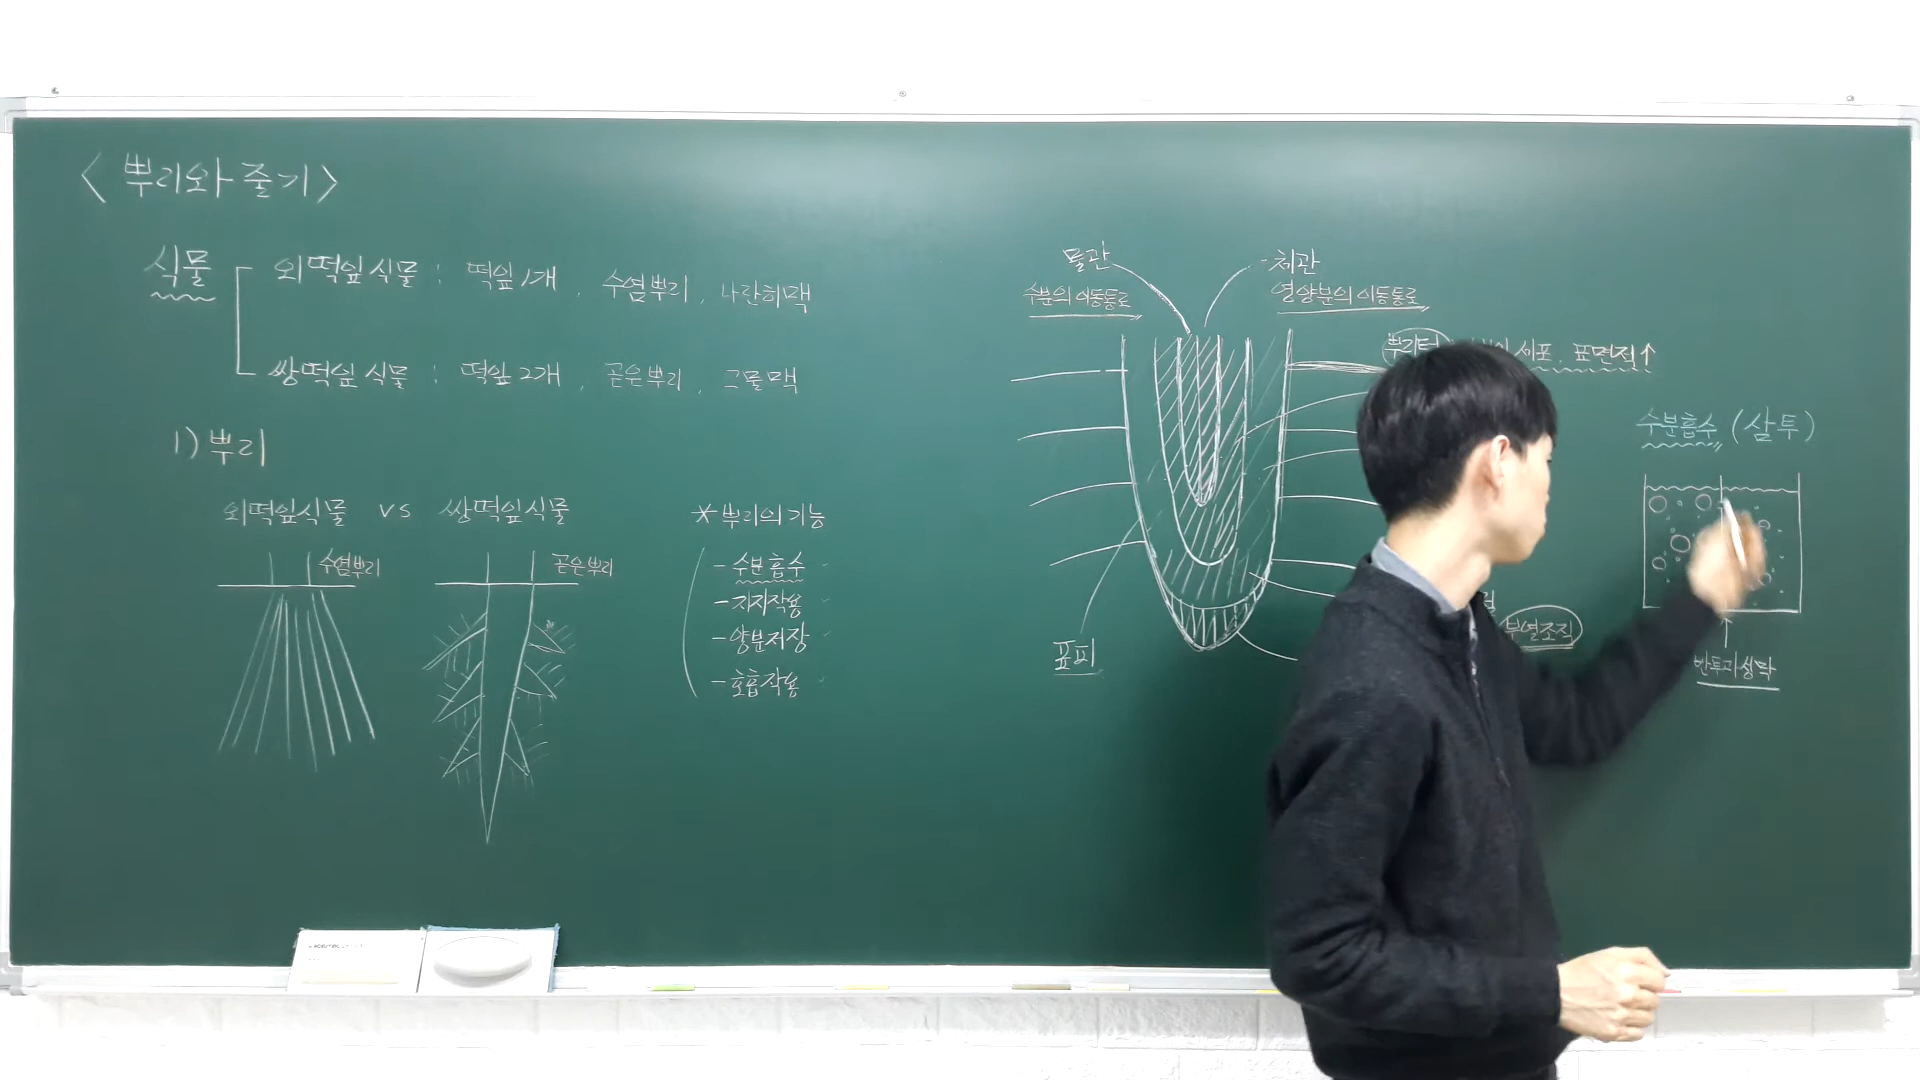 <뿌리와 줄기>
식물
외떡잎식물 : 떡잎 1개, 수염뿌리, 나란히맥
쌍떡잎식물 : 떡잎 2개, 곧은뿌리, 그물맥
1) 뿌리
외떡잎식물 vs 쌍떡잎식물
수염뿌리
곧은뿌리
*뿌리의 기능
- 수분흡수
- 지지작용
- 양분저장
- 호흡작용
물관
수분의 이동통로
체관
영양분의 이동통로
표피
뿌리털
세포, 표면적↑
분열조직
수분흡수 (삼투)
반투과성막